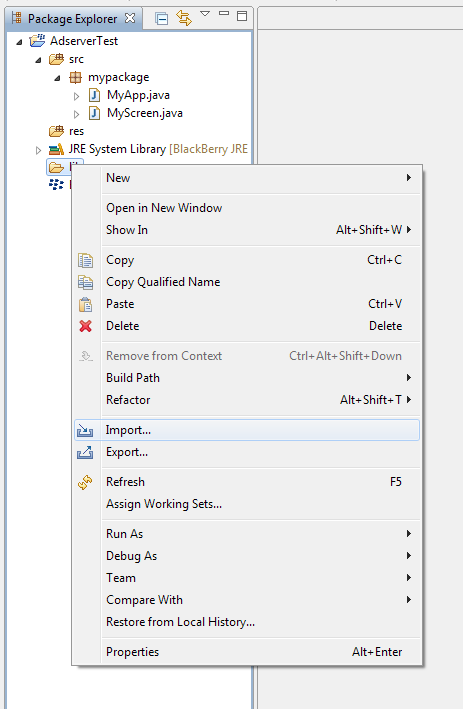 Package Explorer
AdserverTest
src
mypackage
MyApp.java
MyScreen.java
res
JRE System Library [BlackBerry JRE
New
Open in New Window
Show In Alt+Shift+W
Copy Ctrl+C
Copy Qualified Name
Paste Ctrl+V
Delete Delete
Remove from Context Ctrl+Alt+Shift+Down
Build Path
Refactor Alt+Shift+T
Import...
Export...
Refresh F5
Assign Working Sets...
Run As
Debug As
Team
Compare With
Restore from Local History...
Properties Alt+Enter